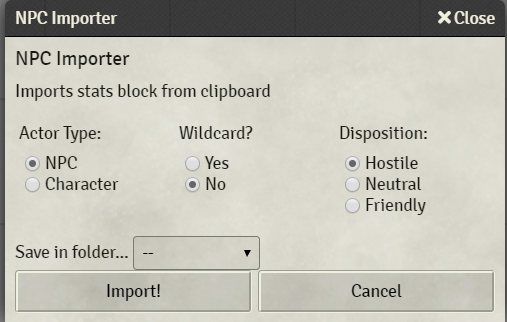 NPC Importer ✖Close
NPC Importer
Imports stats block from clipboard
Actor Type: Wildcard? Disposition:
NPC Yes Hostile
Character No Neutral
Friendly
Save in folder... --
Import! Cancel